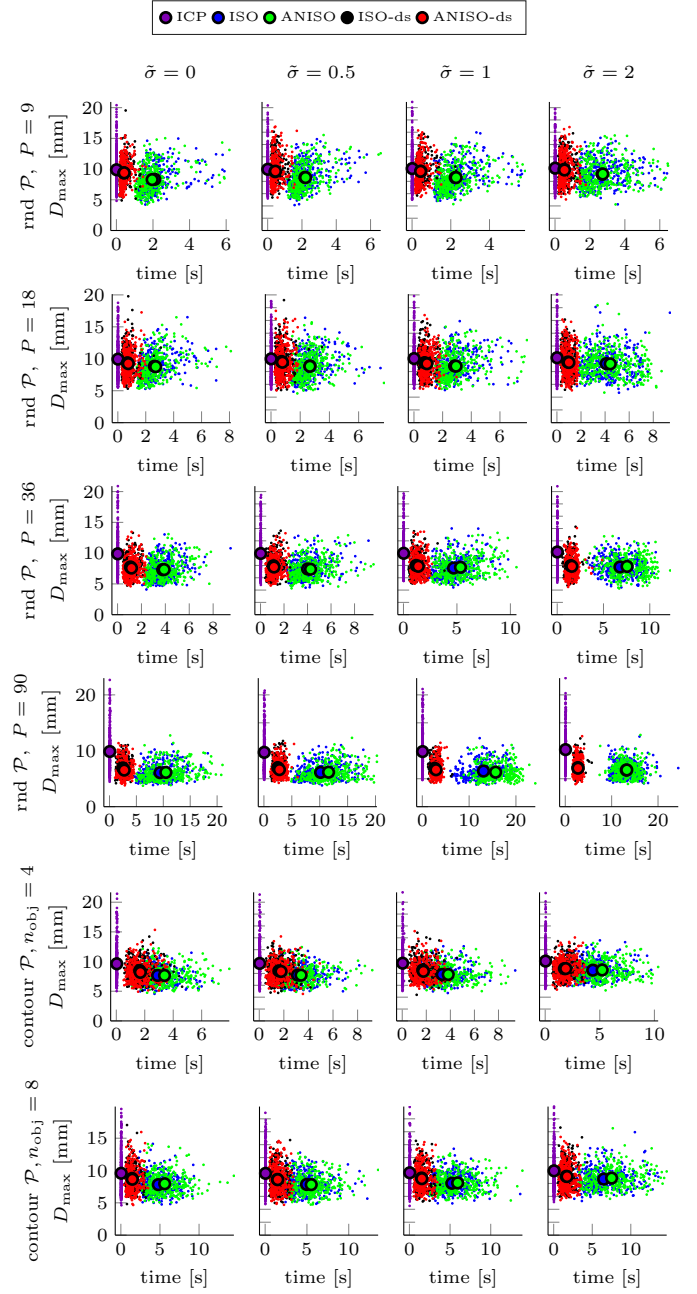 ICP ISO ANISO ISO-ds ANISO-ds
σ̃ = 0 σ̃ = 0.5 σ̃ = 1 σ̃ = 2
rnd 𝒫, P = 9
D_max [mm]
20
15
10
5
0
0 2 4 6 0 2 4 6 0 2 4 0 2 4 6
time [s] time [s] time [s] time [s]
rnd 𝒫, P = 18
D_max [mm]
20
15
10
5
0
0 2 4 6 8 0 2 4 6 0 2 4 6 0 2 4 6 8
time [s] time [s] time [s] time [s]
rnd 𝒫, P = 36
D_max [mm]
20
15
10
5
0
0 2 4 6 8 0 2 4 6 8 0 5 10 0 5 10
time [s] time [s] time [s] time [s]
rnd 𝒫, P = 90
D_max [mm]
20
10
0
0 5 10 15 20 0 5 10 15 20 0 10 20 0 10 20
time [s] time [s] time [s] time [s]
contour 𝒫, n_obj = 4
D_max [mm]
20
15
10
5
0
0 2 4 6 0 2 4 6 8 0 2 4 6 8 0 5 10
time [s] time [s] time [s] time [s]
contour 𝒫, n_obj = 8
D_max [mm]
15
10
5
0
0 5 10 0 5 10 0 5 10 0 5 10
time [s] time [s] time [s] time [s]